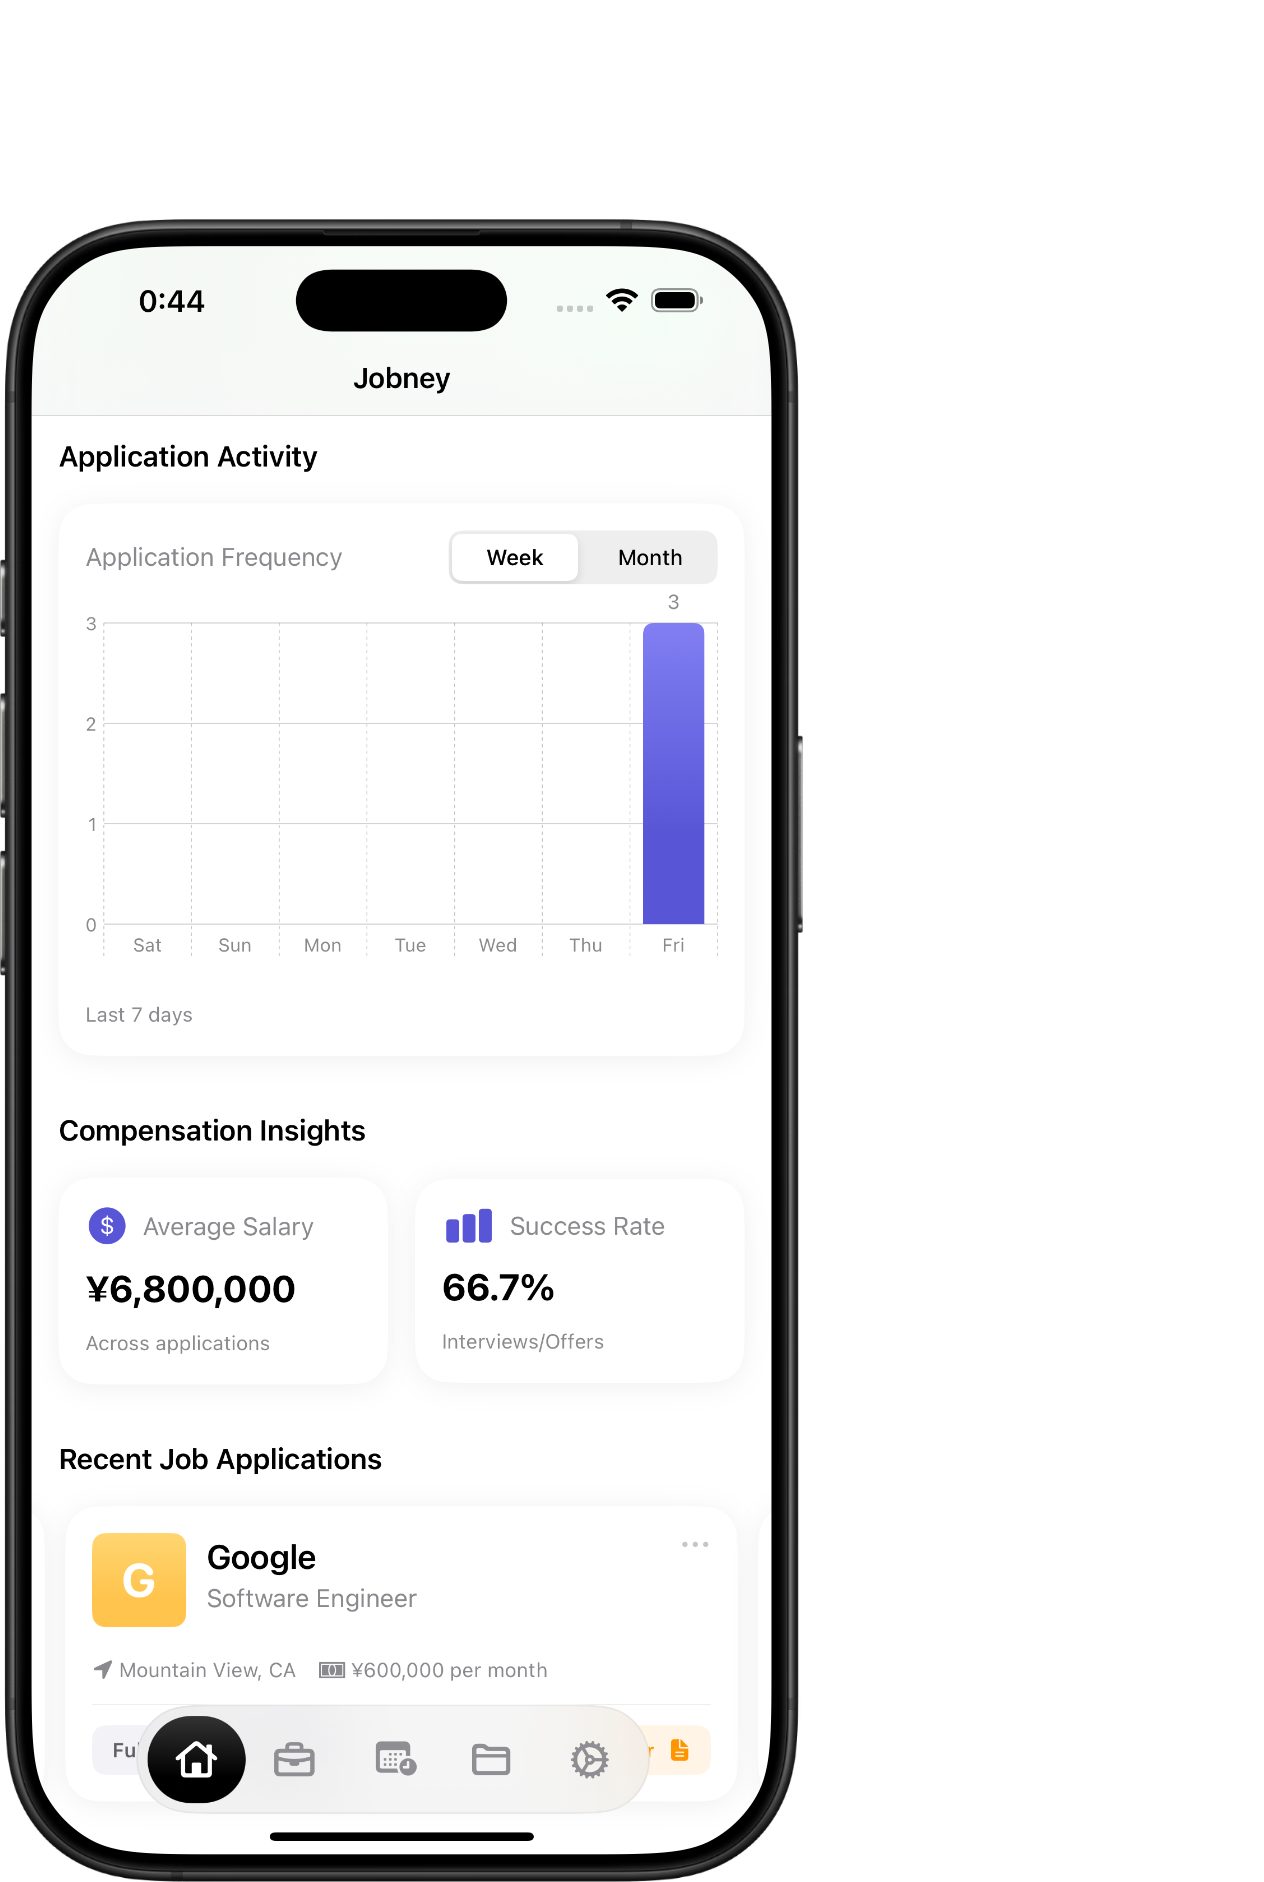 0:44
Jobney
Application Activity
Application Frequency
Week Month
3
3
2
1
0
Sat Sun Mon Tue Wed Thu Fri
Last 7 days
Compensation Insights
$ Average Salary
¥6,800,000
Across applications
Success Rate
66.7%
Interviews/Offers
Recent Job Applications
G
Google
Software Engineer
Mountain View, CA ¥600,000 per month